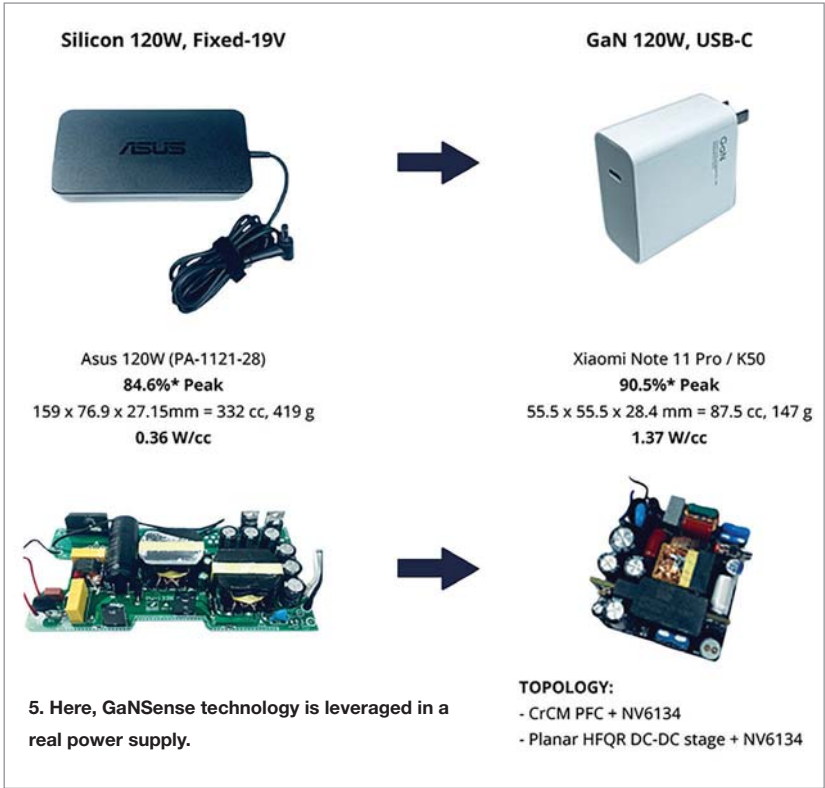 Silicon 120W, Fixed-19V
GaN 120W, USB-C
ASUS
GaN
Asus 120W (PA-1121-28)
84.6%* Peak
159 x 76.9 x 27.15mm = 332 cc, 419 g
0.36 W/cc
Xiaomi Note 11 Pro / K50
90.5%* Peak
55.5 x 55.5 x 28.4 mm = 87.5 cc, 147 g
1.37 W/cc
5. Here, GaNSense technology is leveraged in a
real power supply.
TOPOLOGY:
- CrCM PFC + NV6134
- Planar HFQR DC-DC stage + NV6134